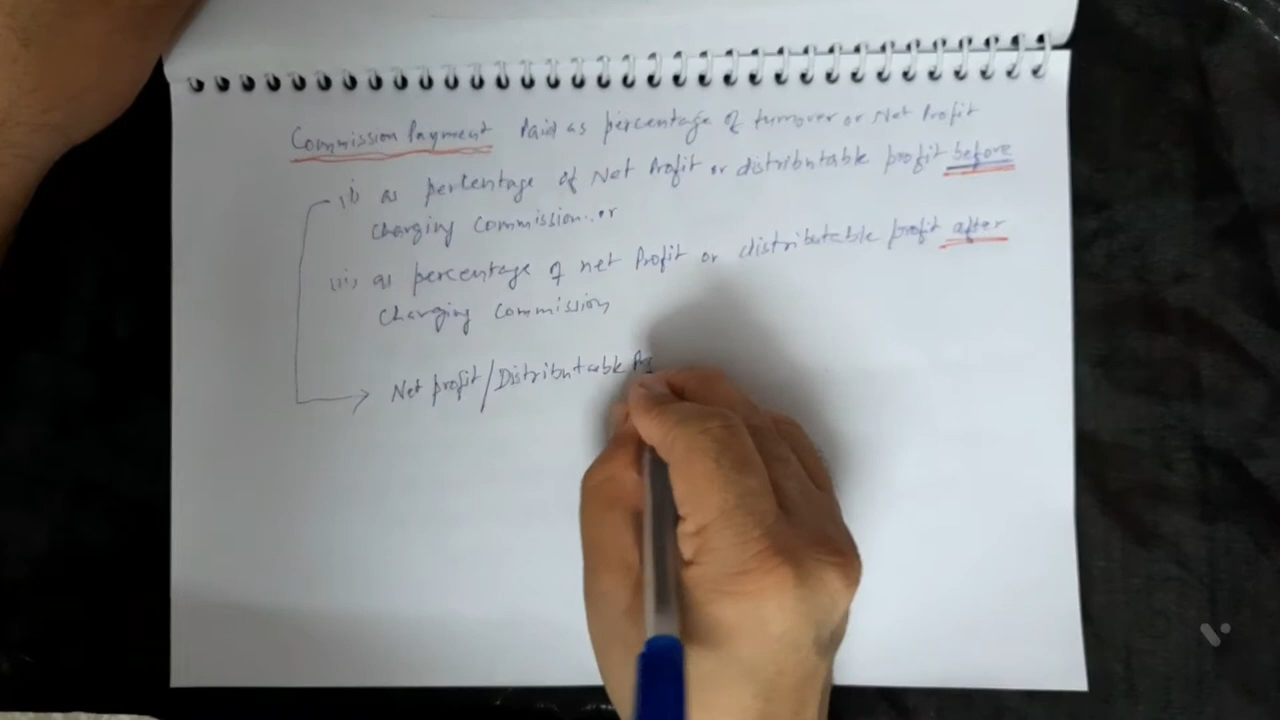 Commission Payment Paid as percentage of turnover or Net Profit
(i) as percentage of Net Profit or distributable profit before
charging Commission.. or
(ii) as percentage of net Profit or distributable profit after
charging commission
Net profit/Distributable